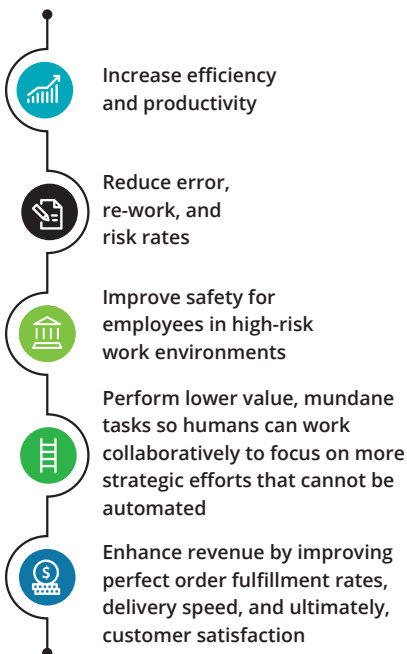 Increase efficiency
and productivity
Reduce error,
re-work, and
risk rates
Improve safety for
employees in high-risk
work environments
Perform lower value, mundane
tasks so humans can work
collaboratively to focus on more
strategic efforts that cannot be
automated
$
Enhance revenue by improving
perfect order fulfillment rates,
delivery speed, and ultimately,
customer satisfaction